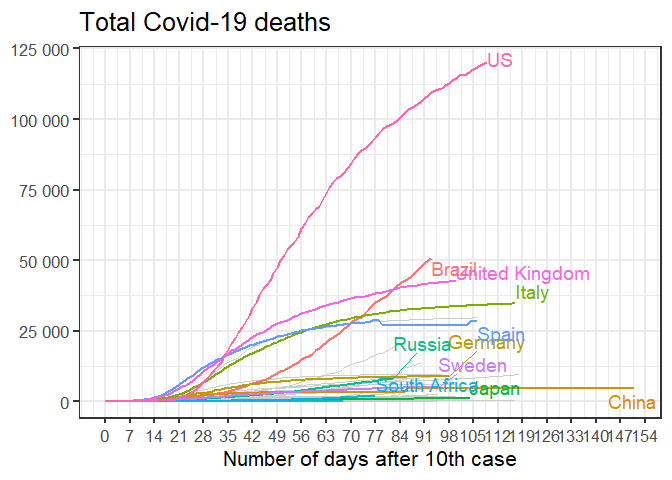 Total Covid-19 deaths
125 000
100 000
75 000
50 000
25 000
0
US
Brazil
United Kingdom
Italy
Spain
Germany
Russia
Sweden
South Africa
Japan
China
0 7 14 21 28 35 42 49 56 63 70 77 84 91 98 105 112 119 126 133 140 147 154
Number of days after 10th case